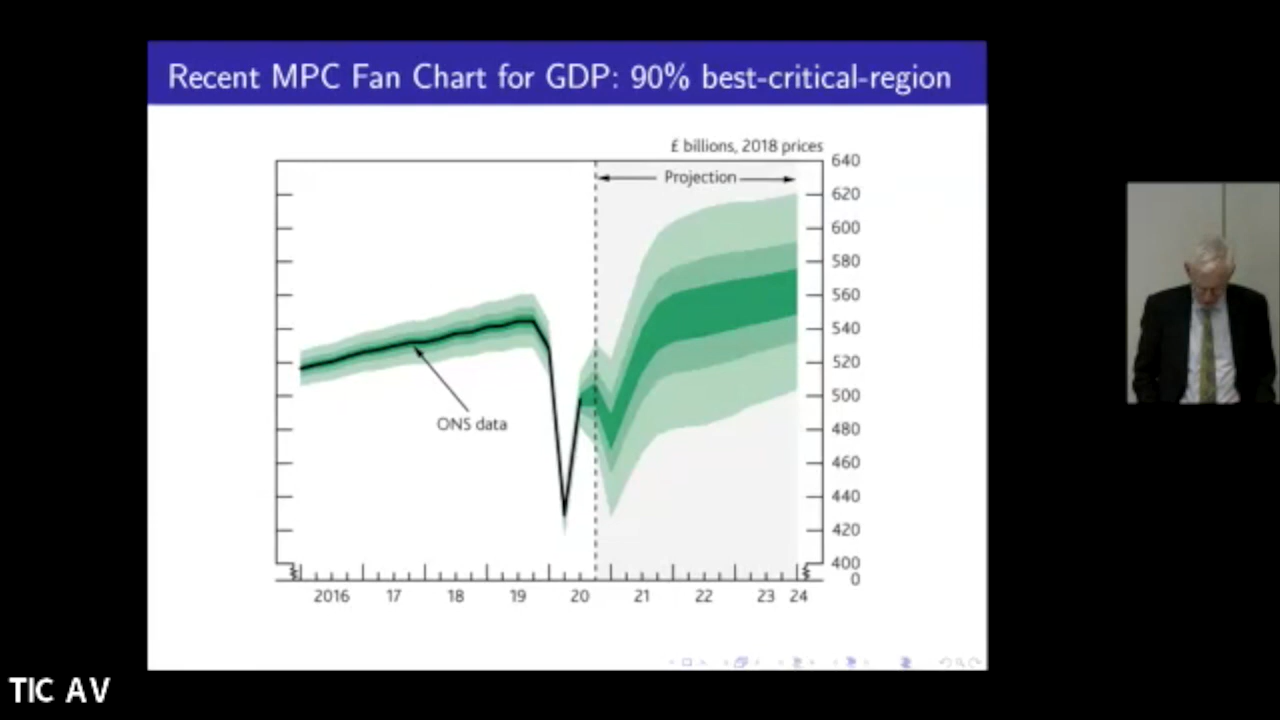 Recent MPC Fan Chart for GDP: 90% best-critical-region
£ billions, 2018 prices
Projection
640
620
600
580
560
540
520
500
480
460
440
420
400
0
ONS data
2016 17 18 19 20 21 22 23 24
TIC AV